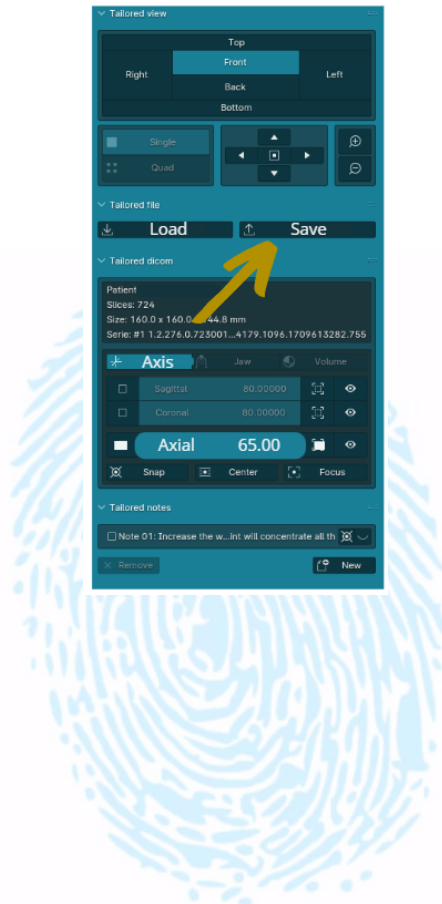 Tailored view
Top
Right
Front
Left
Back
Bottom
Single
Quad
Tailored file
Load
Save
Tailored dicom
Patient
Slices: 724
Size: 160.0 x 160.0 44.8 mm
Serie: #1 1.2.276.0.723001...4179.1096.1709613282.755
Axis
Jaw
Volume
Sagittal 80.00000
Coronal 80.00000
Axial 65.00
Snap
Center
Focus
Tailored notes
Note 01: Increase the w...int will concentrate all th
Remove
New